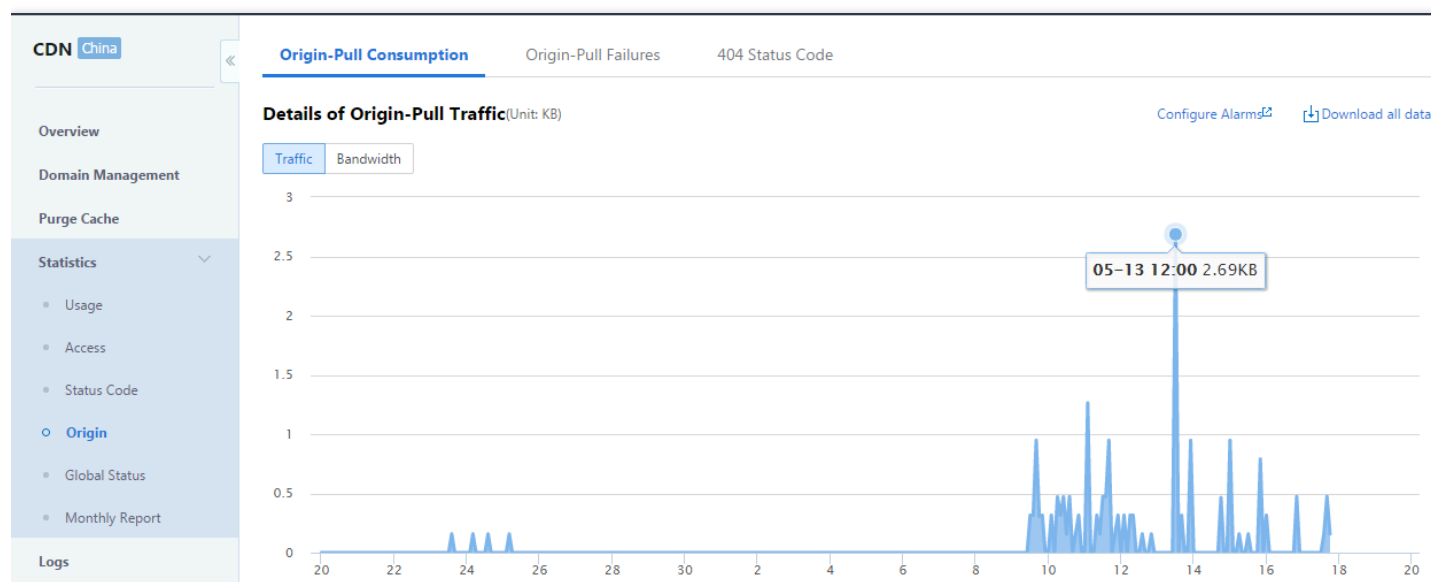 CDN China
Origin-Pull Consumption Origin-Pull Failures 404 Status Code
Details of Origin-Pull Traffic(Unit: KB) Configure Alarms Download all data
Traffic Bandwidth
Overview
Domain Management
Purge Cache
Statistics
Usage
Access
Status Code
Origin
Global Status
Monthly Report
Logs
3
2.5
2
1.5
1
0.5
0
05-13 12:00 2.69KB
20 22 24 26 28 30 2 4 6 8 10 12 14 16 18 20